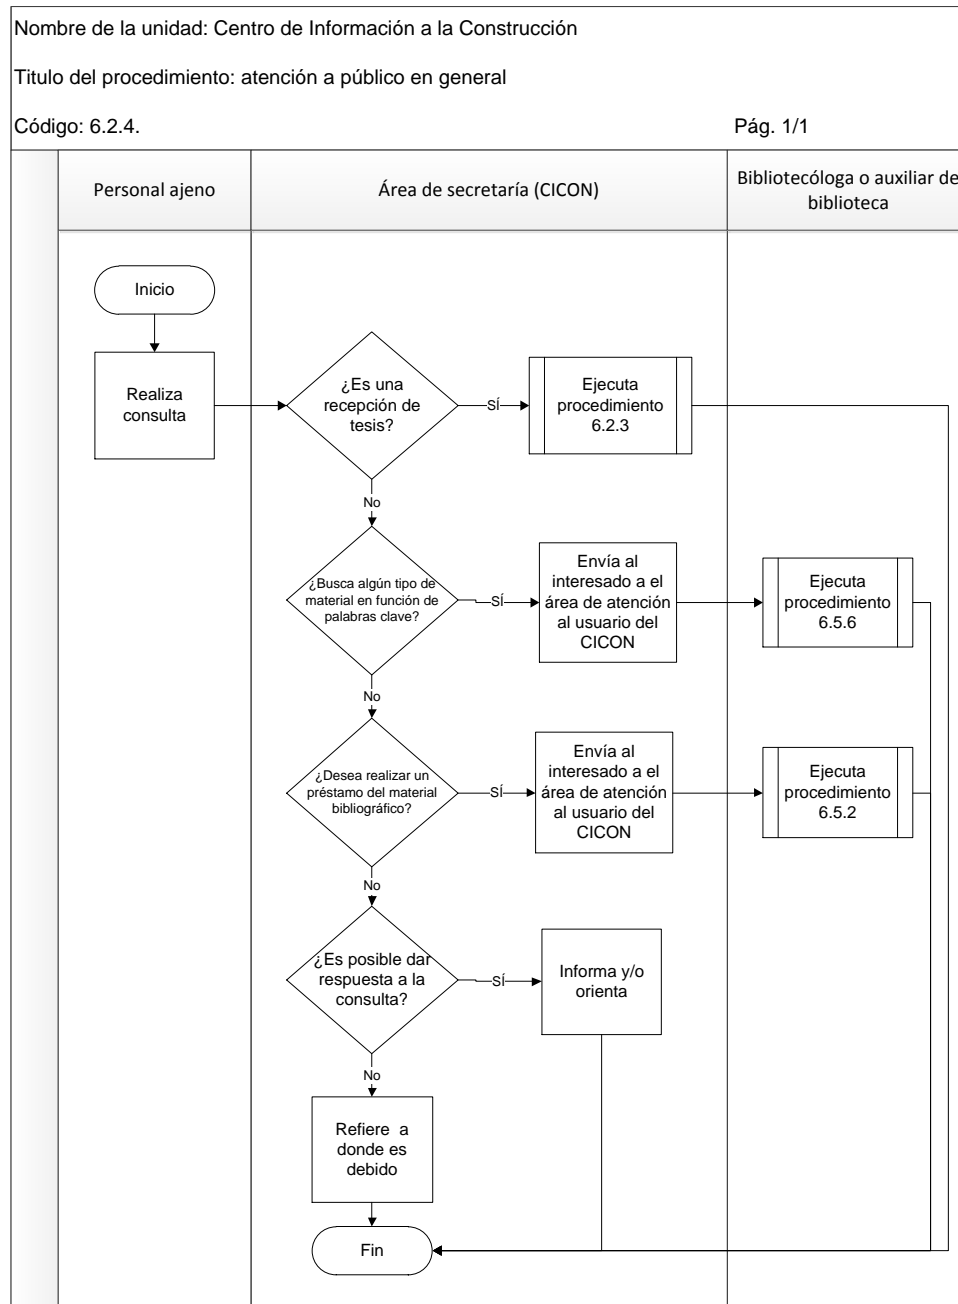 Nombre de la unidad: Centro de Información a la Construcción
Titulo del procedimiento: atención a público en general
Código: 6.2.4.
Pág. 1/1
Personal ajeno
Área de secretaría (CICON)
Bibliotecóloga o auxiliar de
biblioteca
Inicio
Realiza
consulta
¿Es una
recepción de
tesis?
SÍ
Ejecuta
procedimiento
6.2.3
No
¿Busca algún tipo de
material en función de
palabras clave?
SÍ
Envía al
interesado a el
área de atención
al usuario del
CICON
Ejecuta
procedimiento
6.5.6
No
¿Desea realizar un
préstamo del material
bibliográfico?
SÍ
Envía al
interesado a el
área de atención
al usuario del
CICON
Ejecuta
procedimiento
6.5.2
No
¿Es posible dar
respuesta a la
consulta?
SÍ
Informa y/o
orienta
No
Refiere a
donde es
debido
Fin